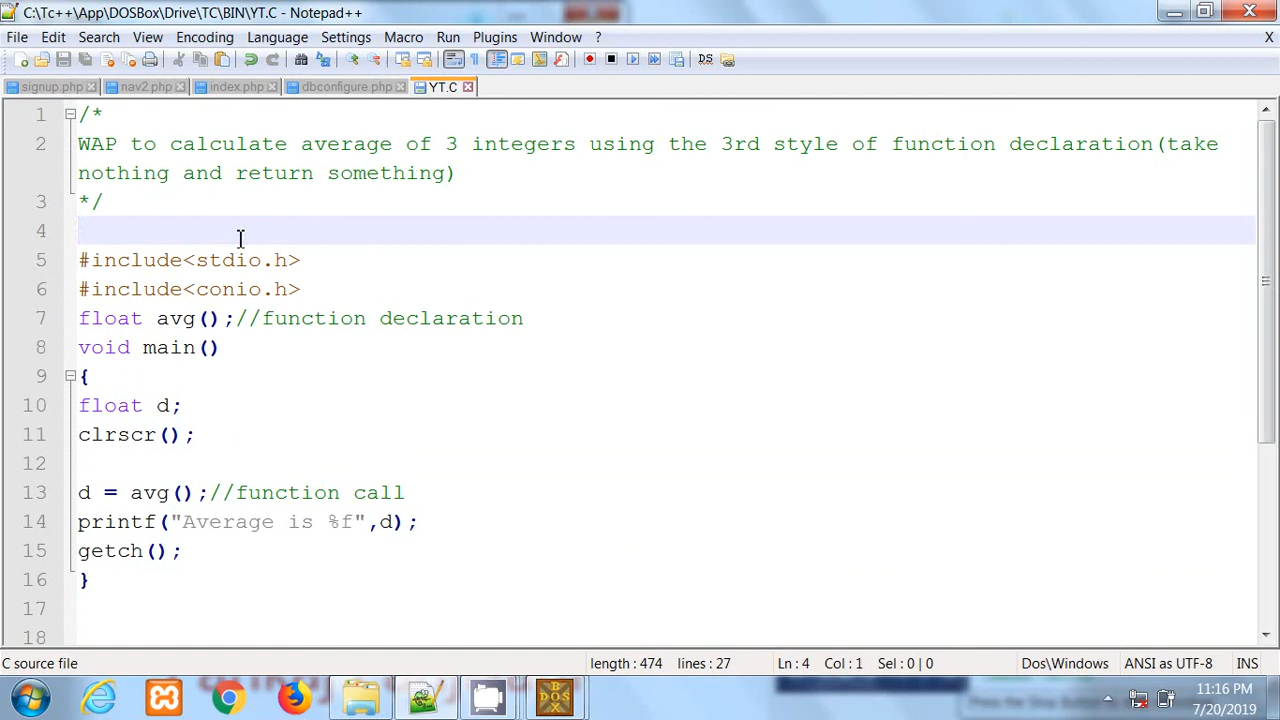 C:\Tc++\App\DOSBox\Drive\TC\BIN\YT.C - Notepad++
File Edit Search View Encoding Language Settings Macro Run Plugins Window ? X
signup.php nav2.php index.php dbconfigure.php YT.C
1 /*
2 WAP to calculate average of 3 integers using the 3rd style of function declaration(take
nothing and return something)
3 */
4
5 #include<stdio.h>
6 #include<conio.h>
7 float avg();//function declaration
8 void main()
9 {
10 float d;
11 clrscr();
12
13 d = avg();//function call
14 printf("Average is %f",d);
15 getch();
16 }
17
18
C source file length : 474 lines : 27 Ln : 4 Col : 1 Sel : 0 | 0 Dos\Windows ANSI as UTF-8 INS
11:16 PM
7/20/2019